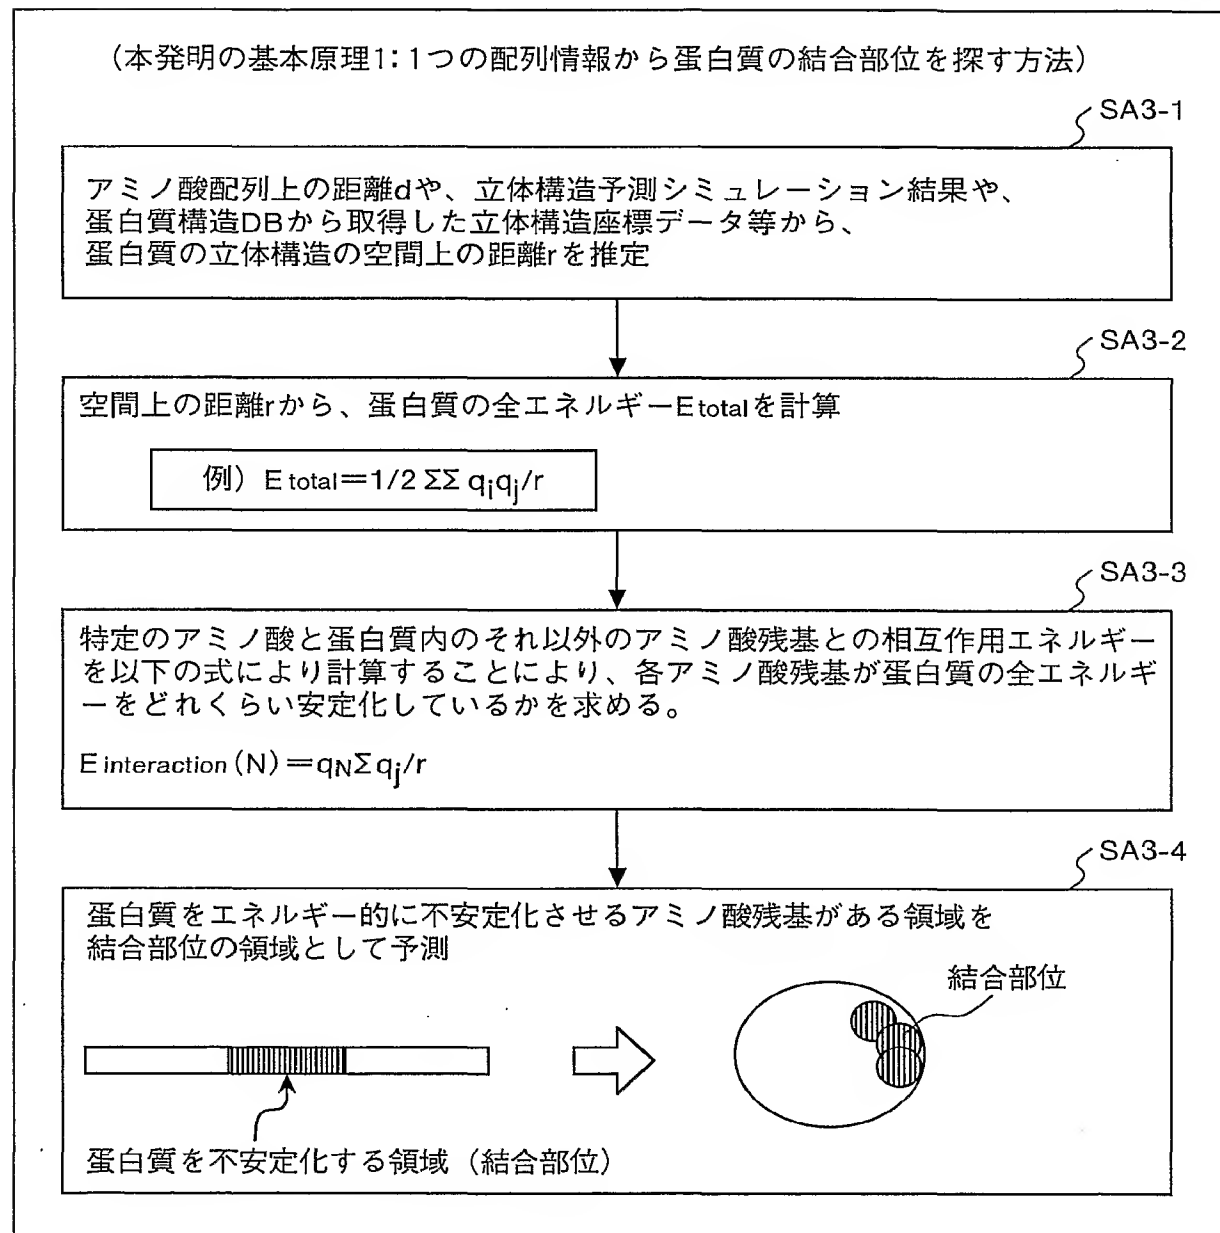 (本発明の基本原理1:1つの配列情報から蛋白質の結合部位を探す方法)
SA3-1
アミノ酸配列上の距離dや、立体構造予測シミュレーション結果や、
蛋白質構造DBから取得した立体構造座標データ等から、
蛋白質の立体構造の空間上の距離rを推定
SA3-2
空間上の距離rから、蛋白質の全エネルギーEtotalを計算
例) Etotal=1/2 ΣΣ qiqj/r
SA3-3
特定のアミノ酸と蛋白質内のそれ以外のアミノ酸残基との相互作用エネルギー
を以下の式により計算することにより、各アミノ酸残基が蛋白質の全エネルギ
ーをどれくらい安定化しているかを求める。
Einteraction(N)=qNΣqj/r
SA3-4
蛋白質をエネルギー的に不安定化させるアミノ酸残基がある領域を
結合部位の領域として予測
結合部位
蛋白質を不安定化する領域(結合部位)